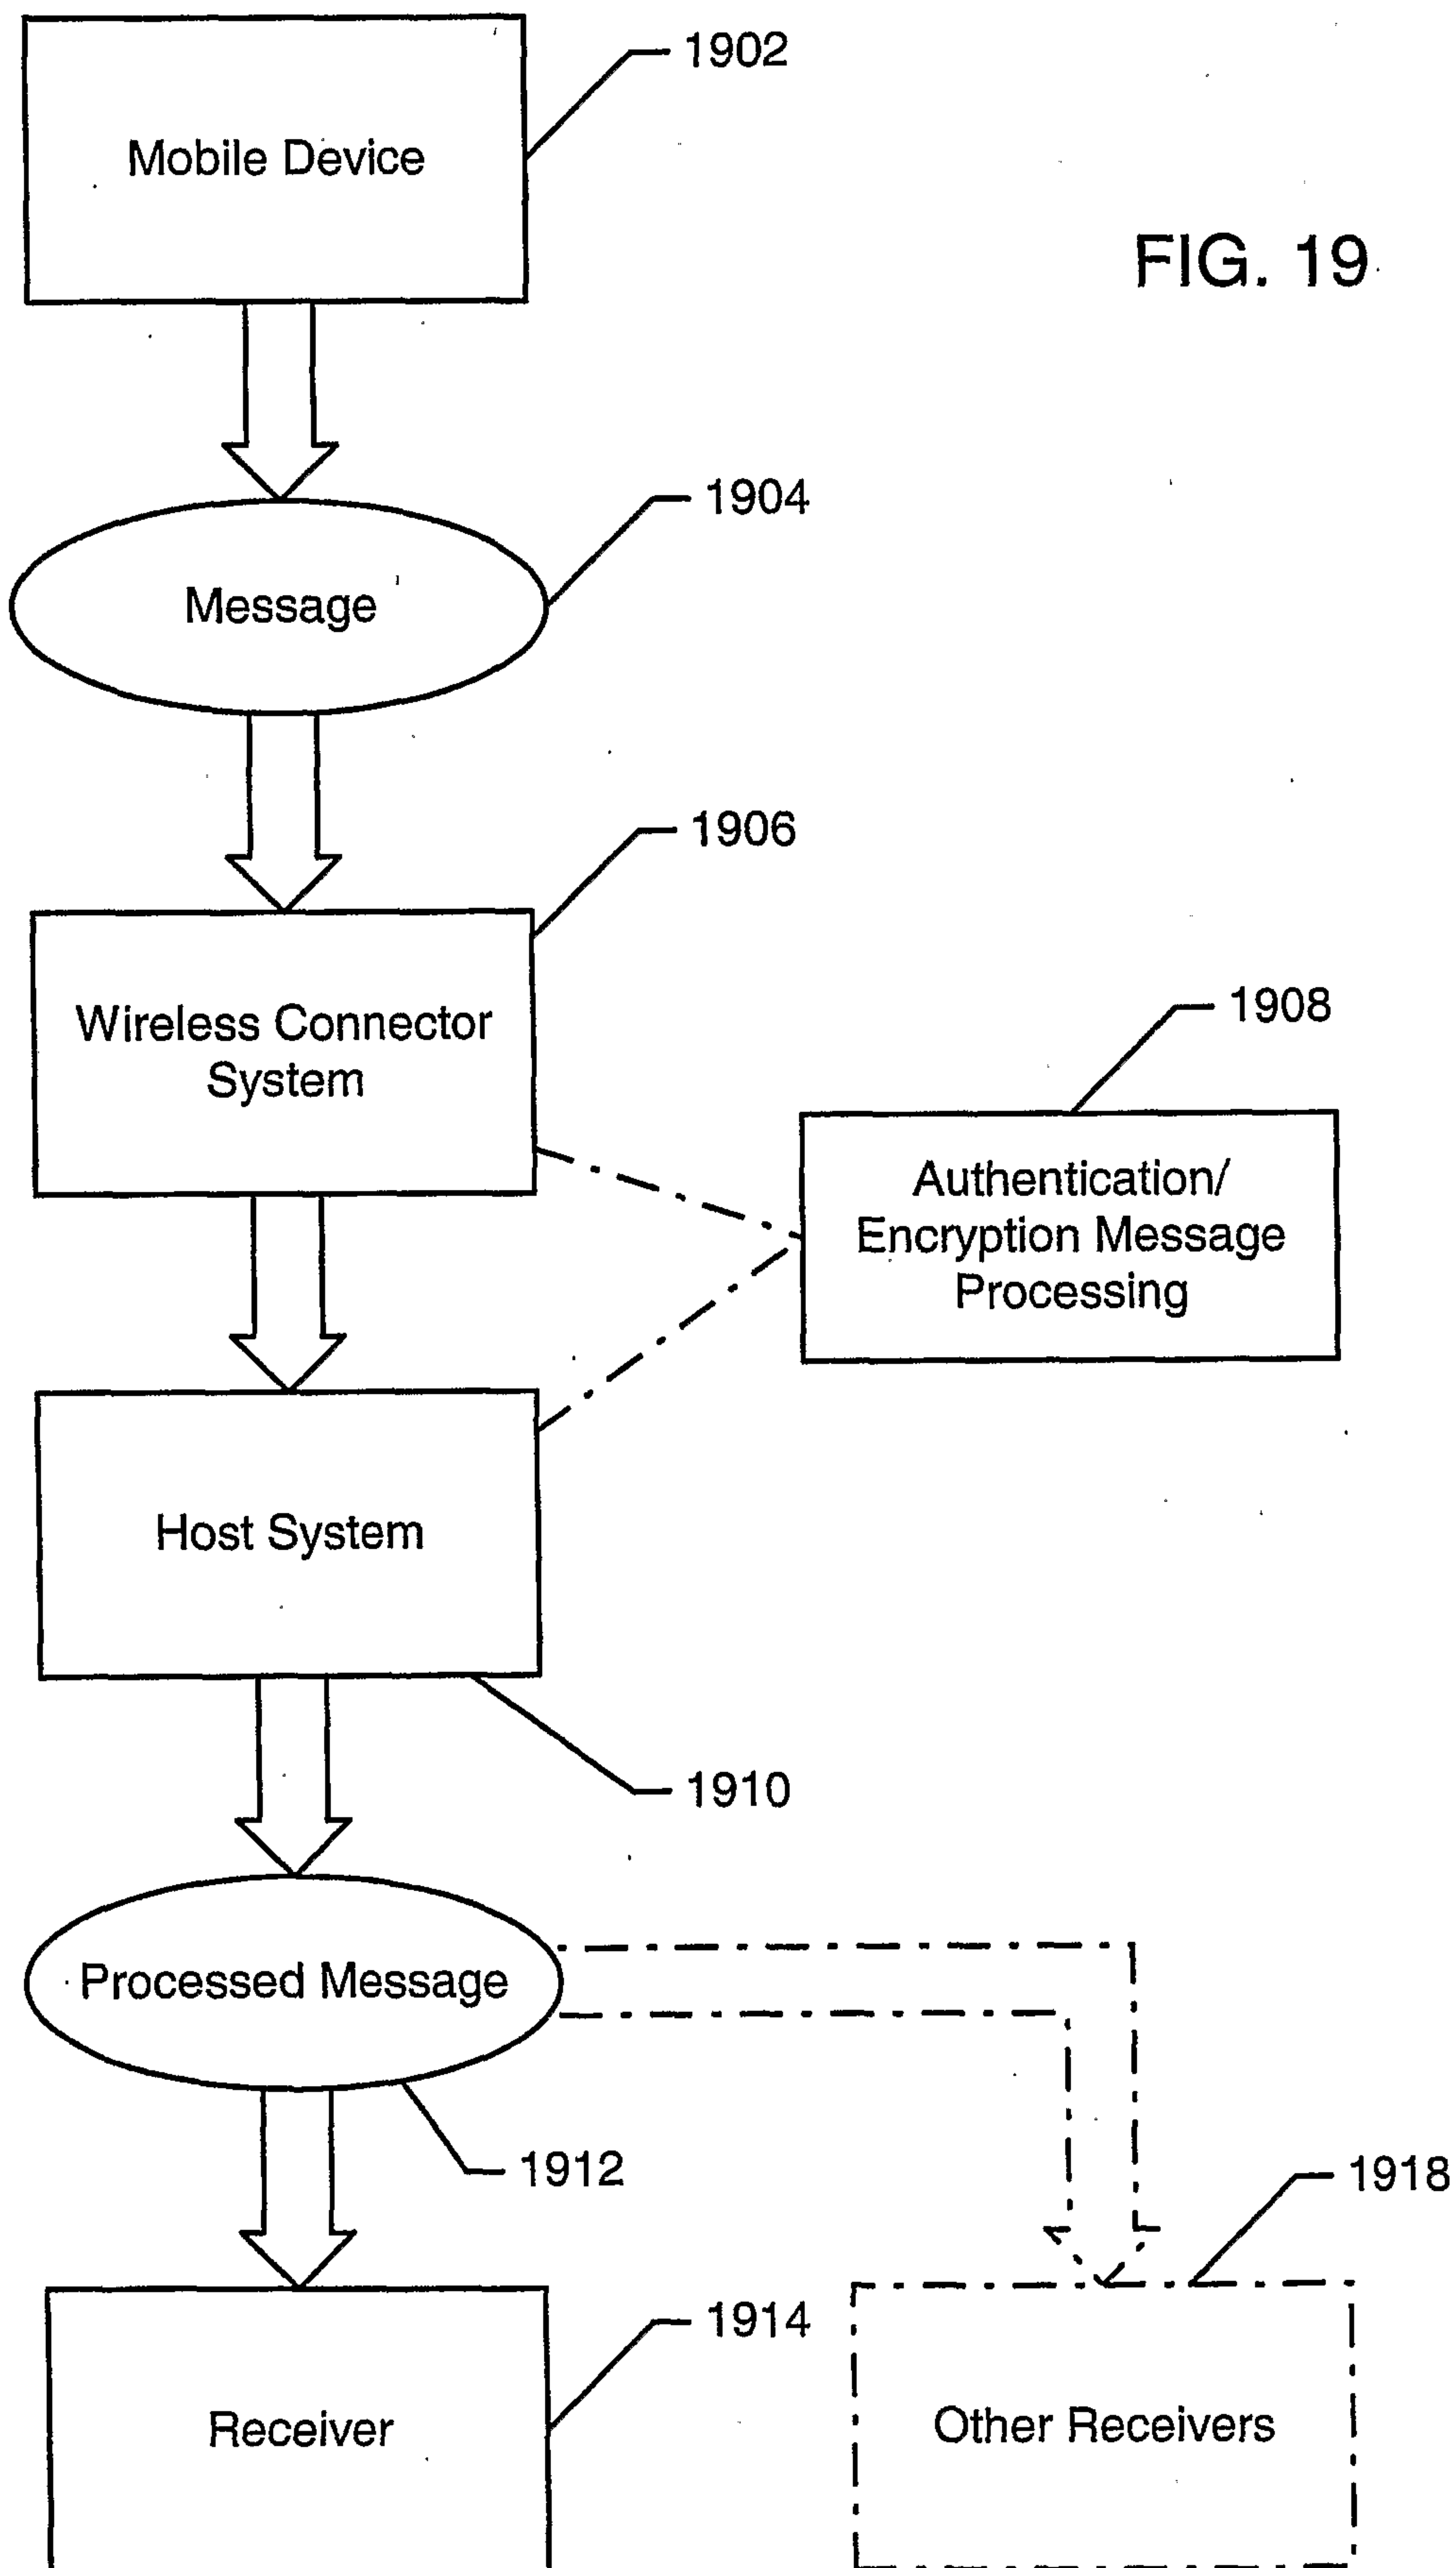 1902
Mobile Device
FIG. 19
1904
Message
1906
Wireless Connector
System
1908
Authentication/
Encryption Message
Processing
Host System
1910
Processed Message
1912
1918
1914
Receiver
Other Receivers